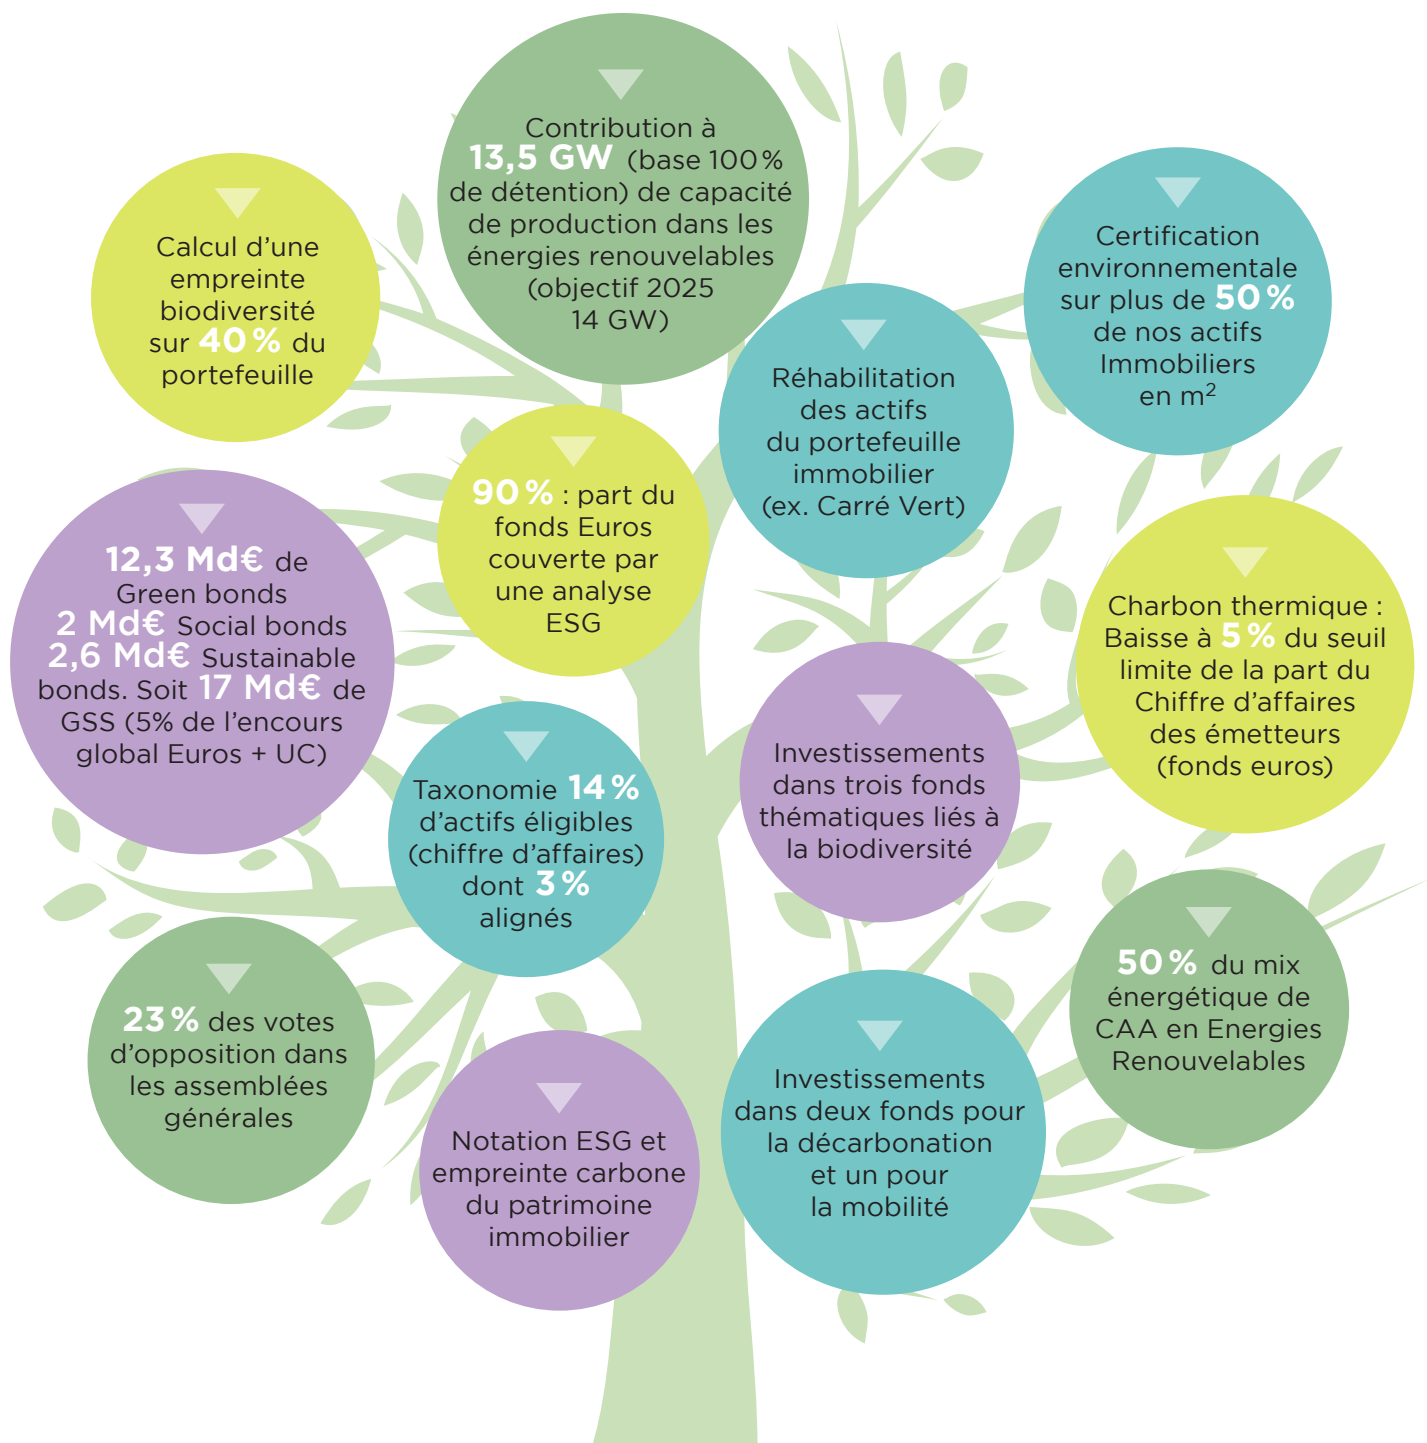 Contribution à
13,5 GW (base 100 %
de détention) de capacité
de production dans les
énergies renouvelables
(objectif 2025
14 GW)
Calcul d’une
empreinte
biodiversité
sur 40 % du
portefeuille
Certification
environnementale
sur plus de 50 %
de nos actifs
Immobiliers
en m²
Réhabilitation
des actifs
du portefeuille
immobilier
(ex. Carré Vert)
90 % : part du
fonds Euros
couverte par
une analyse
ESG
12,3 Md€ de
Green bonds
2 Md€ Social bonds
2,6 Md€ Sustainable
bonds. Soit 17 Md€ de
GSS (5% de l’encours
global Euros + UC)
Charbon thermique :
Baisse à 5 % du seuil
limite de la part du
Chiffre d’affaires
des émetteurs
(fonds euros)
Taxonomie 14 %
d’actifs éligibles
(chiffre d’affaires)
dont 3 %
alignés
Investissements
dans trois fonds
thématiques liés à
la biodiversité
23 % des votes
d’opposition dans
les assemblées
générales
50 % du mix
énergétique de
CAA en Energies
Renouvelables
Notation ESG et
empreinte carbone
du patrimoine
immobilier
Investissements
dans deux fonds pour
la décarbonation
et un pour
la mobilité